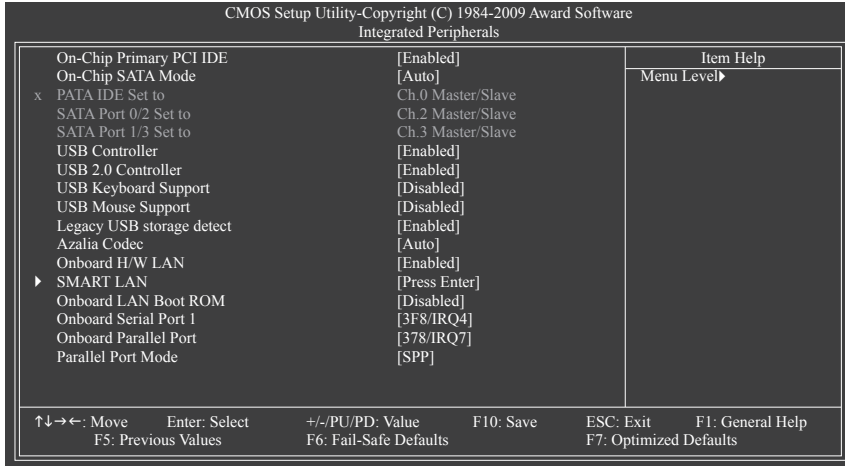 CMOS Setup Utility-Copyright (C) 1984-2009 Award Software
Integrated Peripherals
On-Chip Primary PCI IDE [Enabled] Item Help
On-Chip SATA Mode [Auto] Menu Level▶
x PATA IDE Set to Ch.0 Master/Slave
SATA Port 0/2 Set to Ch.2 Master/Slave
SATA Port 1/3 Set to Ch.3 Master/Slave
USB Controller [Enabled]
USB 2.0 Controller [Enabled]
USB Keyboard Support [Disabled]
USB Mouse Support [Disabled]
Legacy USB storage detect [Enabled]
Azalia Codec [Auto]
Onboard H/W LAN [Enabled]
▶ SMART LAN [Press Enter]
Onboard LAN Boot ROM [Disabled]
Onboard Serial Port 1 [3F8/IRQ4]
Onboard Parallel Port [378/IRQ7]
Parallel Port Mode [SPP]
↑↓→←: Move Enter: Select +/-/PU/PD: Value F10: Save ESC: Exit F1: General Help
F5: Previous Values F6: Fail-Safe Defaults F7: Optimized Defaults